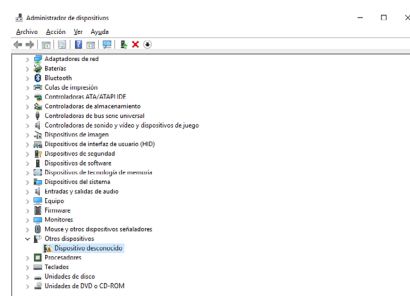 Administrador de dispositivos
Archivo Acción Ver Ayuda
Adaptadores de red
Baterías
Bluetooth
Colas de impresión
Controladoras ATA/ATAPI IDE
Controladoras de almacenamiento
Controladoras de bus serie universal
Controladoras de sonido y vídeo y dispositivos de juego
Dispositivos de imagen
Dispositivos de interfaz de usuario (HID)
Dispositivos de seguridad
Dispositivos de software
Dispositivos de tecnología de memoria
Dispositivos del sistema
Entradas y salidas de audio
Equipo
Firmware
Monitores
Mouse y otros dispositivos señaladores
Otros dispositivos
Dispositivo desconocido
Procesadores
Teclados
Unidades de disco
Unidades de DVD o CD-ROM